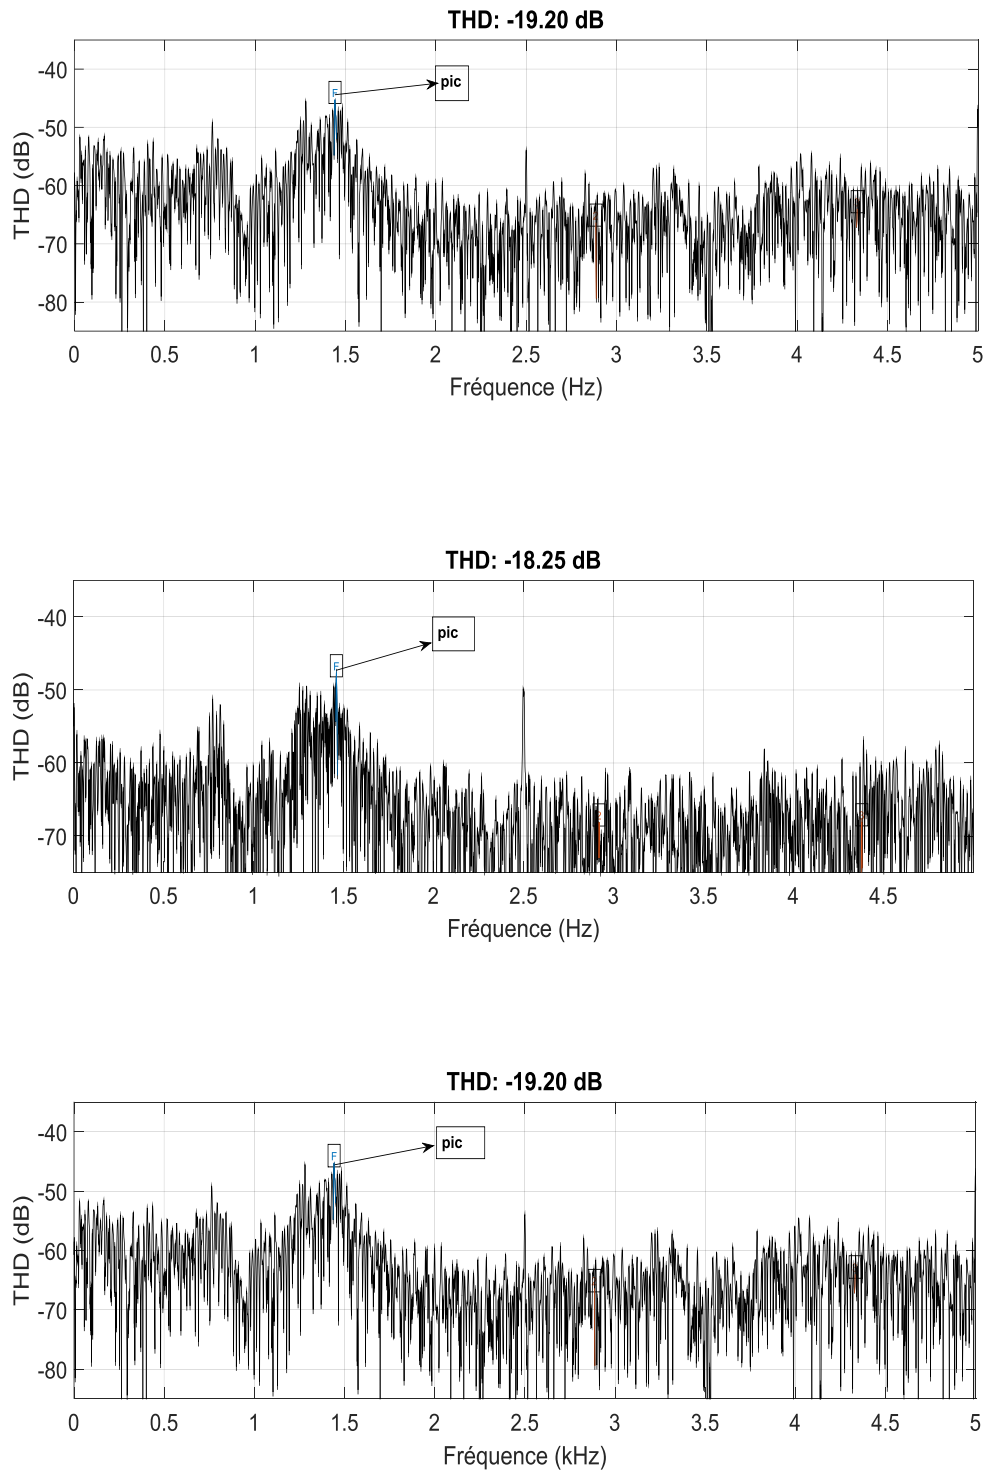 THD: -19.20 dB
THD (dB)
-40
-50
-60
-70
-80
F
pic
0 0.5 1 1.5 2 2.5 3 3.5 4 4.5 5
Fréquence (Hz)
THD: -18.25 dB
THD (dB)
-40
-50
-60
-70
F
pic
0 0.5 1 1.5 2 2.5 3 3.5 4 4.5
Fréquence (Hz)
THD: -19.20 dB
THD (dB)
-40
-50
-60
-70
-80
F
pic
0 0.5 1 1.5 2 2.5 3 3.5 4 4.5 5
Fréquence (kHz)